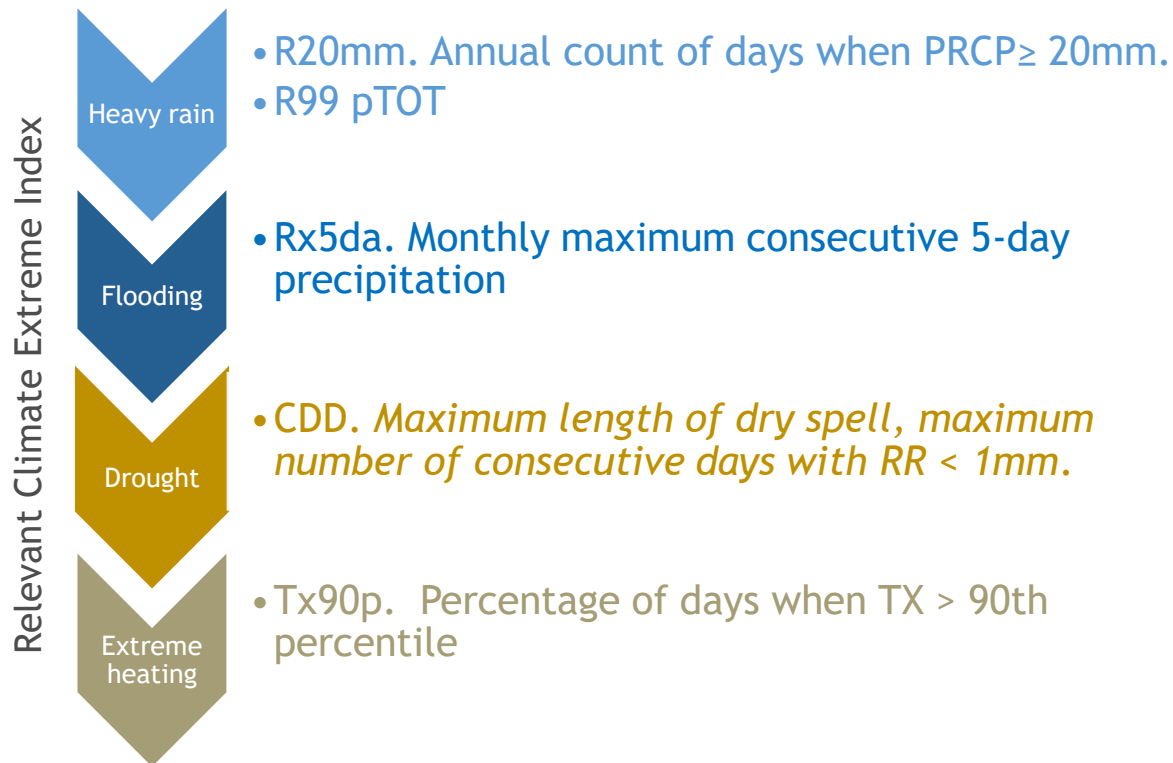 Relevant Climate Extreme Index
Heavy rain
•R20mm. Annual count of days when PRCP≥ 20mm.
•R99 pTOT
Flooding
•Rx5da. Monthly maximum consecutive 5-day
precipitation
Drought
•CDD. Maximum length of dry spell, maximum
number of consecutive days with RR < 1mm.
Extreme
heating
•Tx90p. Percentage of days when TX > 90th
percentile